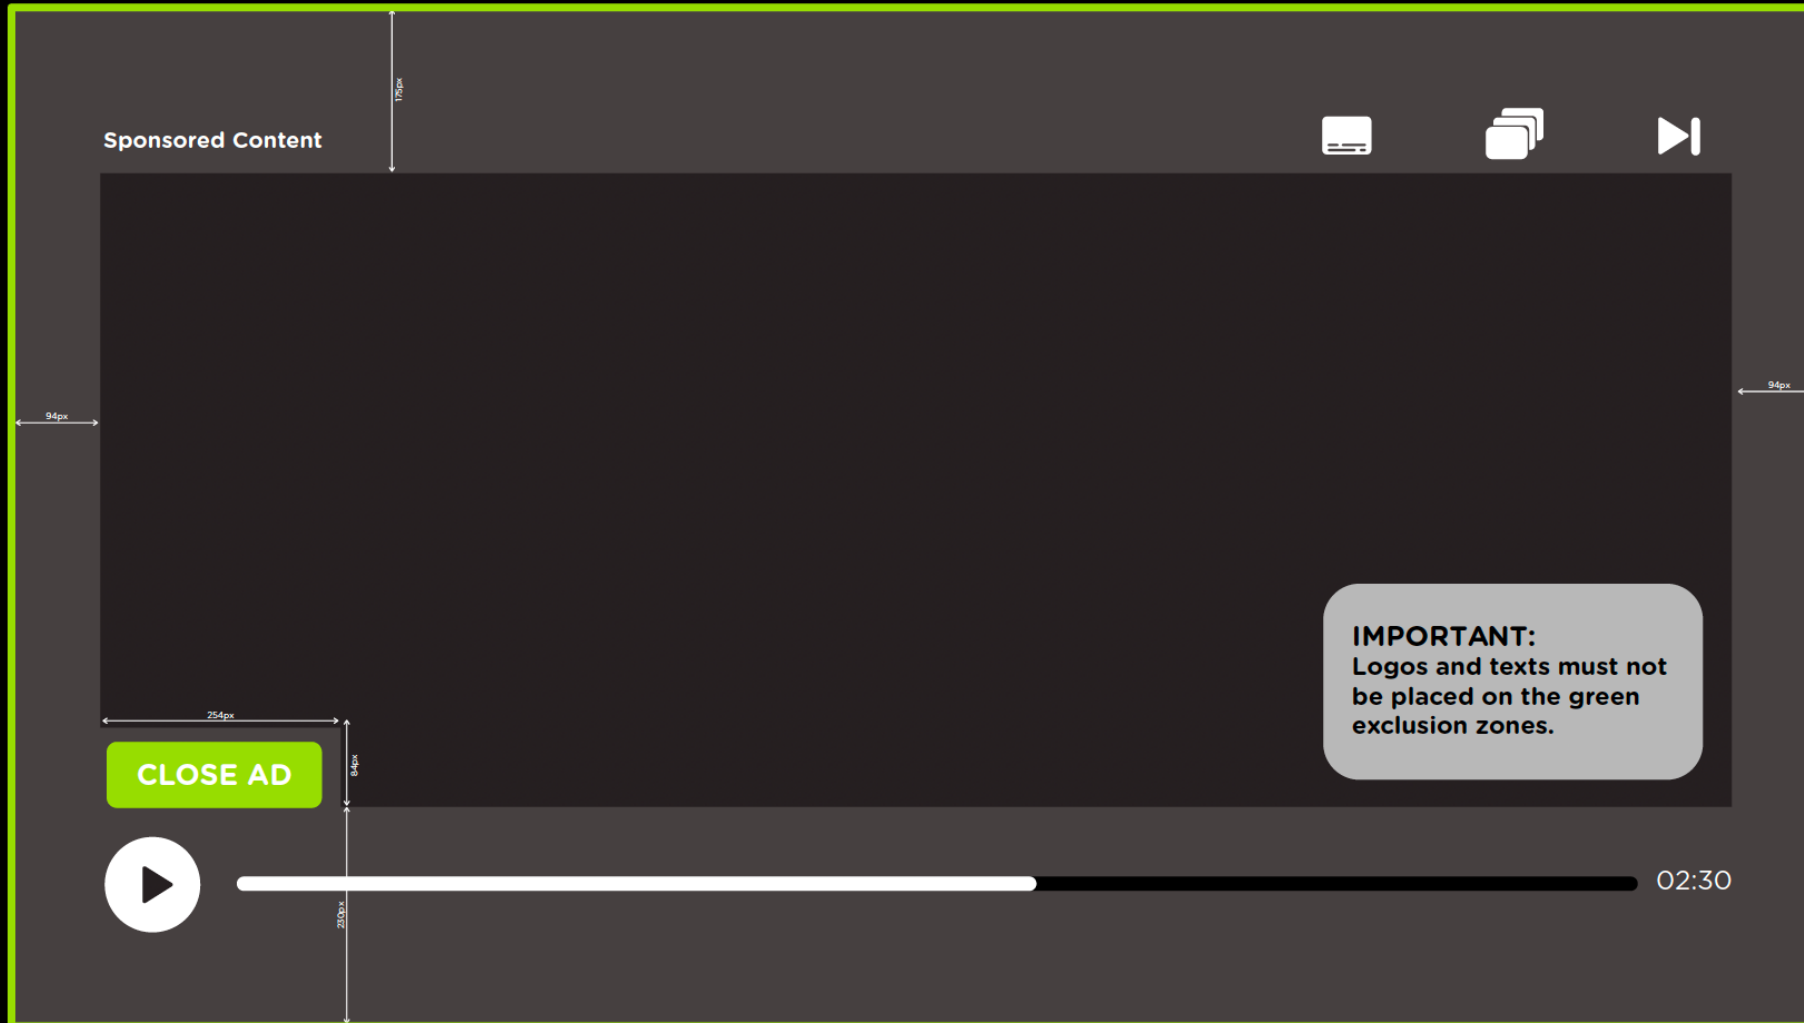 175px
Sponsored Content
94px
94px
254px
84px
IMPORTANT:
Logos and texts must not
be placed on the green
exclusion zones.
CLOSE AD
02:30
230px